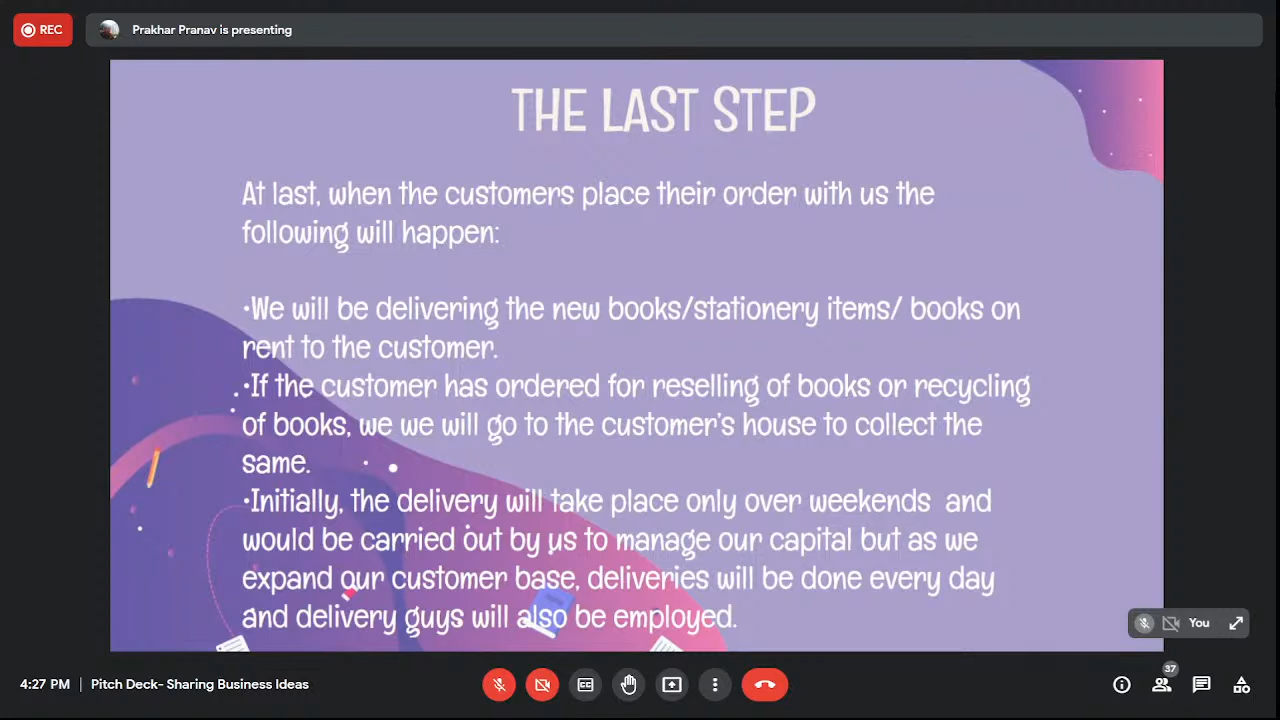 REC
Prakhar Pranav is presenting
THE LAST STEP
At last, when the customers place their order with us the
following will happen:
•We will be delivering the new books/stationery items/ books on
rent to the customer.
•If the customer has ordered for reselling of books or recycling
of books, we we will go to the customer's house to collect the
same.
•Initially, the delivery will take place only over weekends  and
would be carried out by us to manage our capital but as we
expand our customer base, deliveries will be done every day
and delivery guys will also be employed.
You
37
4:27 PM | Pitch Deck- Sharing Business Ideas